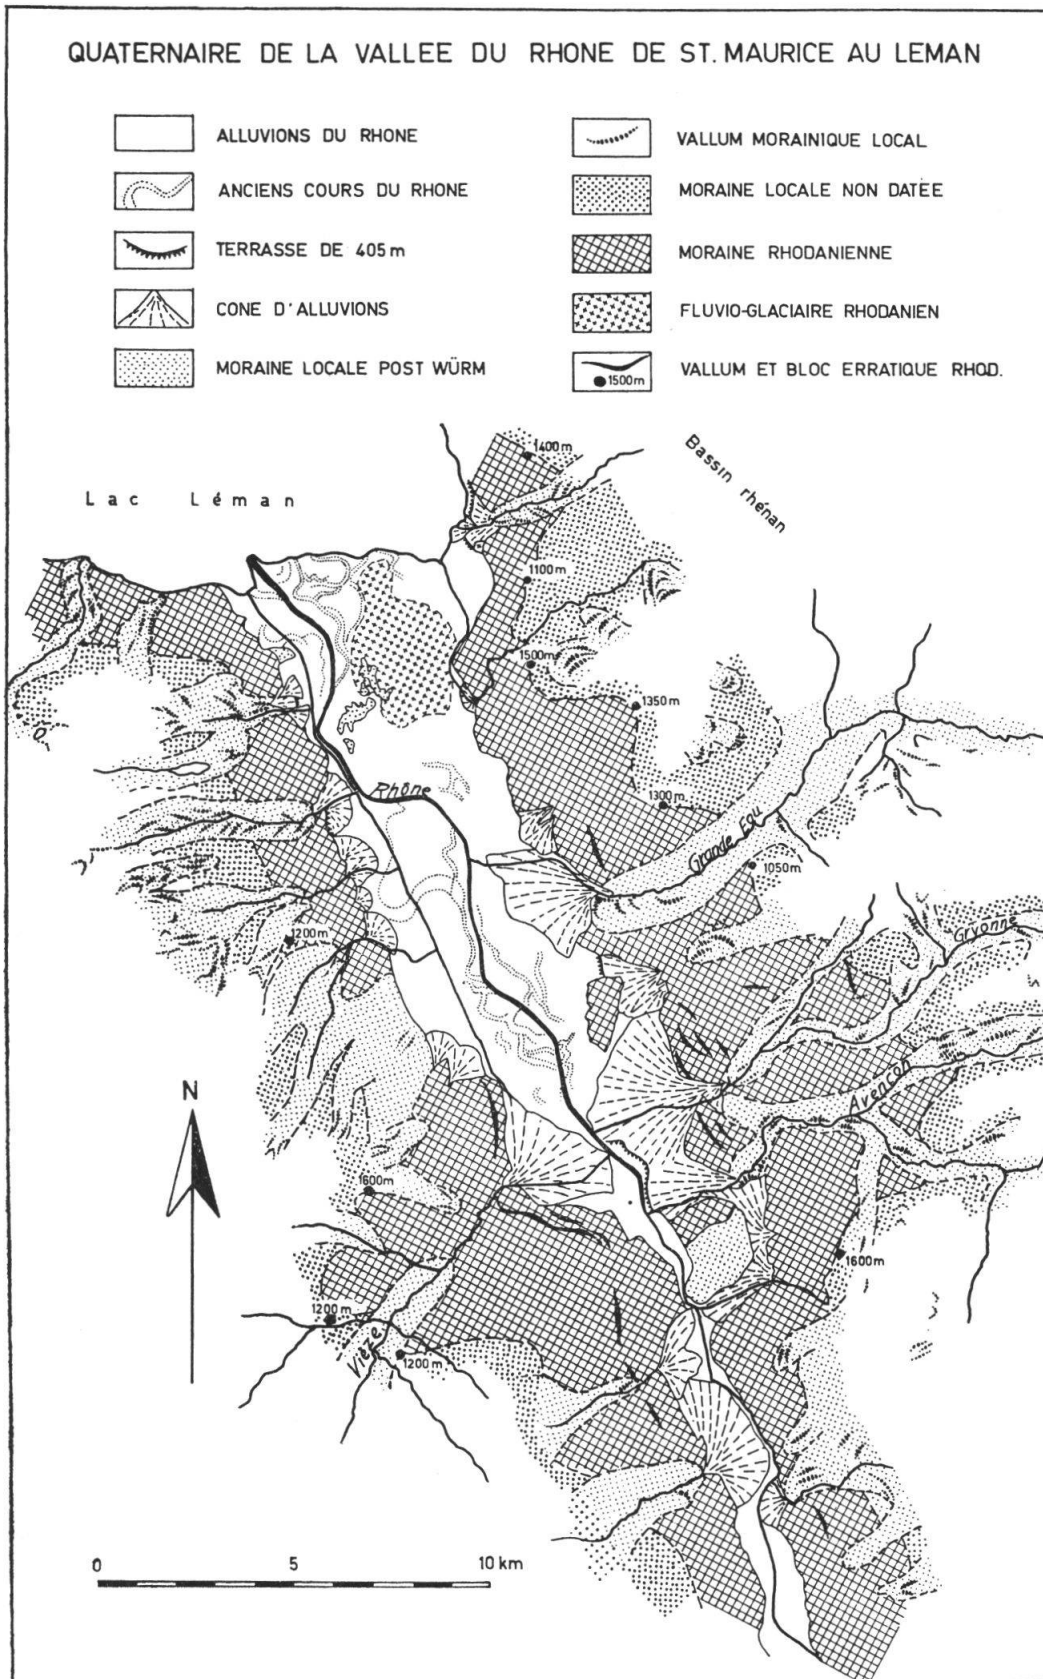 QUATERNAIRE DE LA VALLEE DU RHONE DE ST. MAURICE AU LEMAN
ALLUVIONS DU RHONE
ANCIENS COURS DU RHONE
TERRASSE DE 405 m
CONE D'ALLUVIONS
MORAINE LOCALE POST WÜRM
VALLUM MORAINIQUE LOCAL
MORAINE LOCALE NON DATÉE
MORAINE RHODANIENNE
FLUVIO-GLACIAIRE RHODANIEN
VALLUM ET BLOC ERRATIQUE RHOD.
1500m
1400 m
Bassin rhénan
Lac Léman
1100m
1500m
1350m
Rhône
1300m
Grande Eau
1050m
1200m
Gryonne
Avençon
N
1600m
1600m
1200m
Vièze
1200m
0 5 10 km